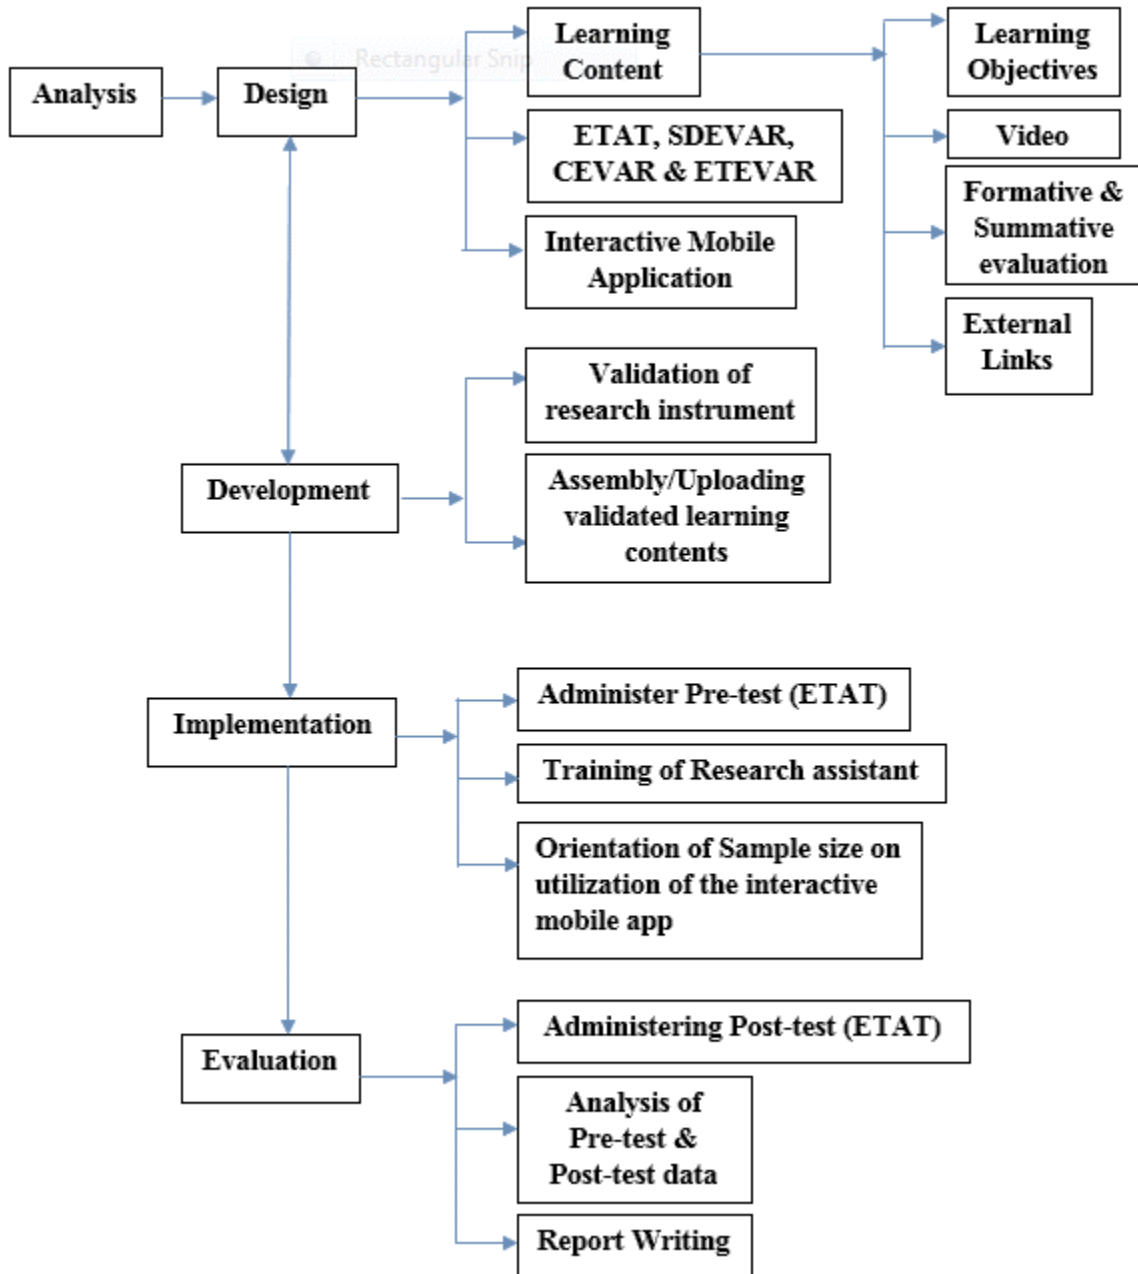 Rectangular Snip
Analysis
Design
Learning
Content
Learning
Objectives
ETAT, SDEVAR,
CEVAR & ETEVAR
Video
Interactive Mobile
Application
Formative &
Summative
evaluation
External
Links
Development
Validation of
research instrument
Assembly/Uploading
validated learning
contents
Implementation
Administer Pre-test (ETAT)
Training of Research assistant
Orientation of Sample size on
utilization of the interactive
mobile app
Evaluation
Administering Post-test (ETAT)
Analysis of
Pre-test &
Post-test data
Report Writing